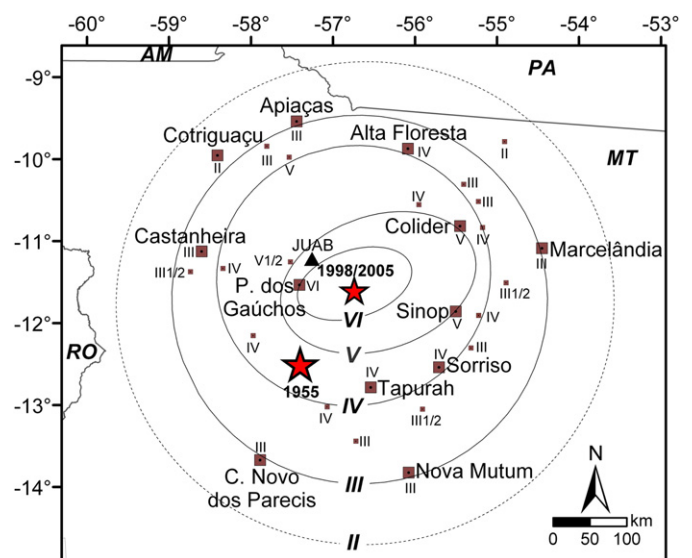 -60° -59° -58° -57° -56° -55° -54° -53°
-9°
-10°
-11°
-12°
-13°
-14°
AM
PA
MT
RO
Apiaças
III
Cotriguaçu
II
III
V
Alta Floresta
IV
II
III
III
IV
IV
Colider
V
Castanheira
III
III1/2
IV
JUAB
V1/2
1998/2005
P. dos
Gaúchos
VI
Marcelândia
III
III1/2
Sinop
V
IV
VI
V
IV
1955
IV
III
Sorriso
IV
Tapurah
IV
IV
III1/2
III
III
C. Novo
dos Parecis
III
Nova Mutum
III
II
N
km
0 50 100